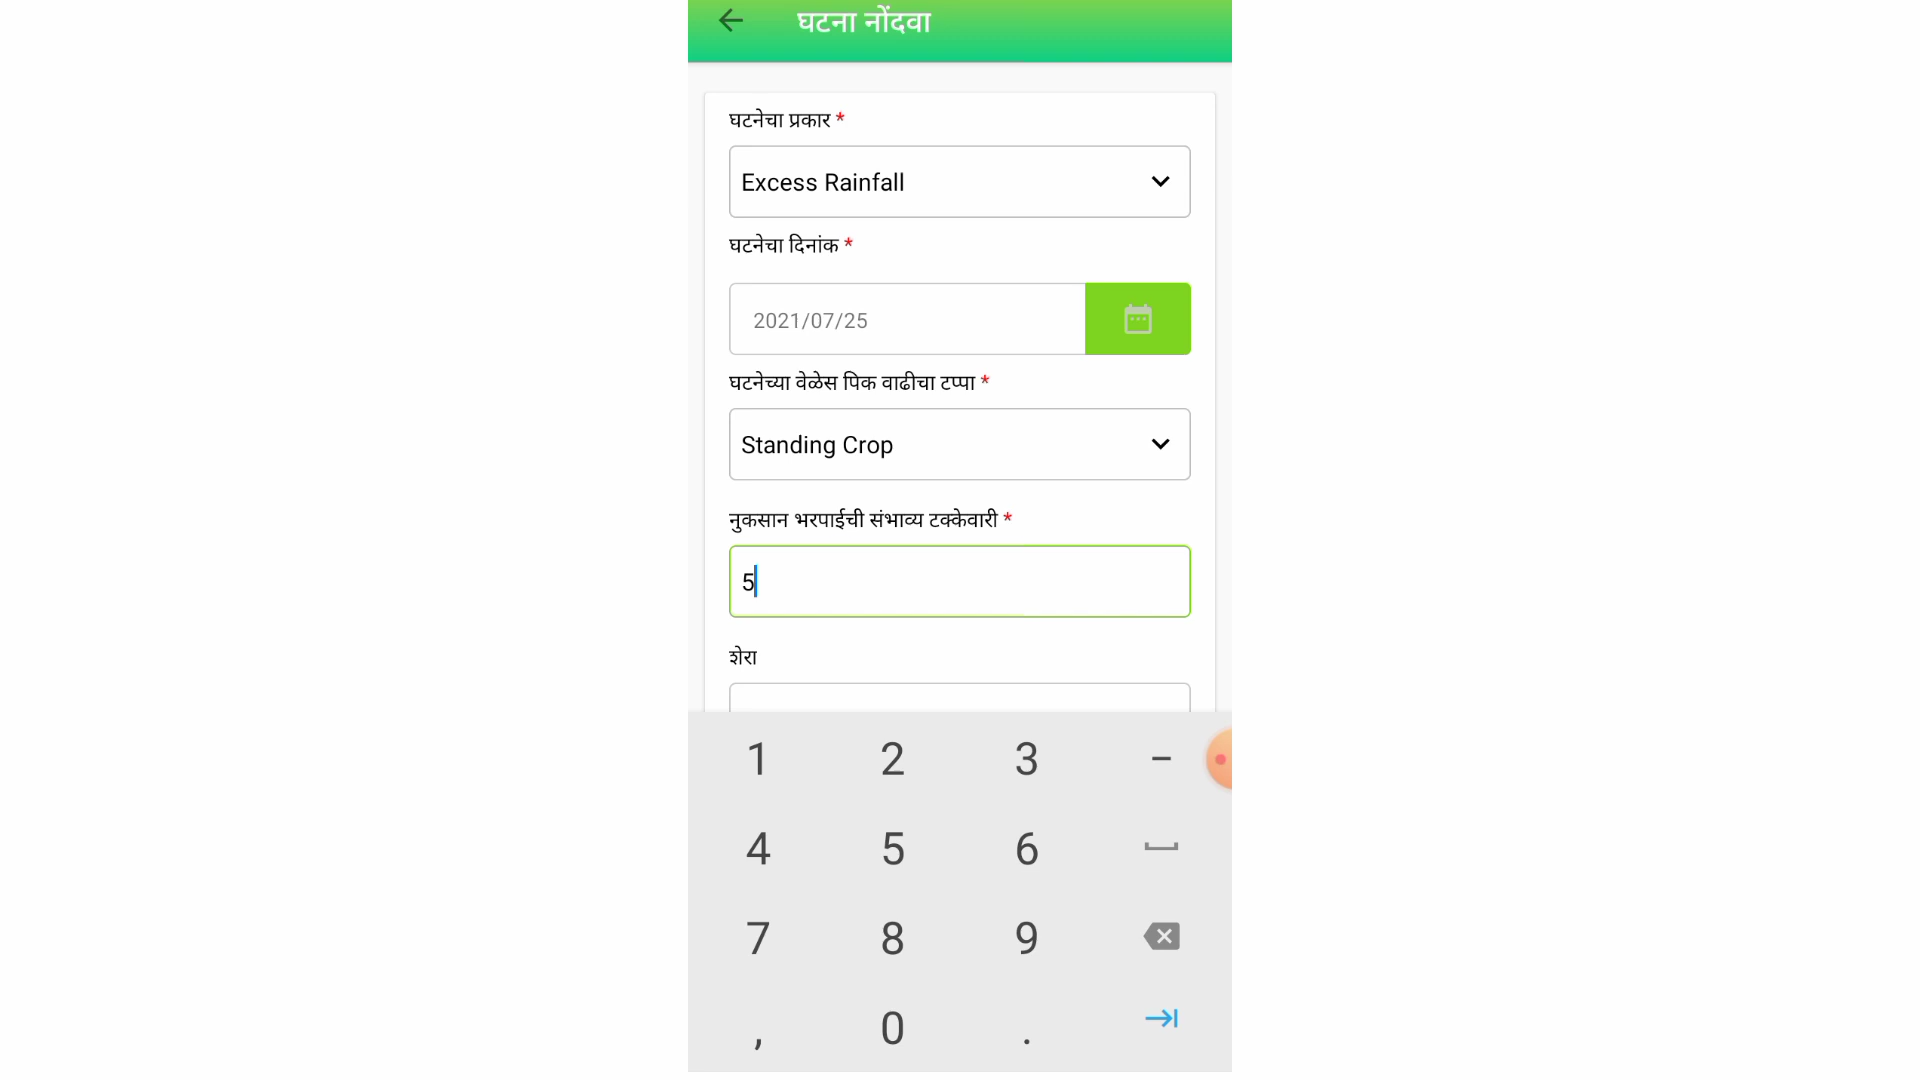 घटना नोंदवा
घटनेचा प्रकार *
Excess Rainfall
घटनेचा दिनांक *
2021/07/25
घटनेच्या वेळेस पिक वाढीचा टप्पा *
Standing Crop
नुकसान भरपाईची संभाव्य टक्केवारी *
5
शेरा
1 2 3 –
4 5 6
7 8 9
, 0 .